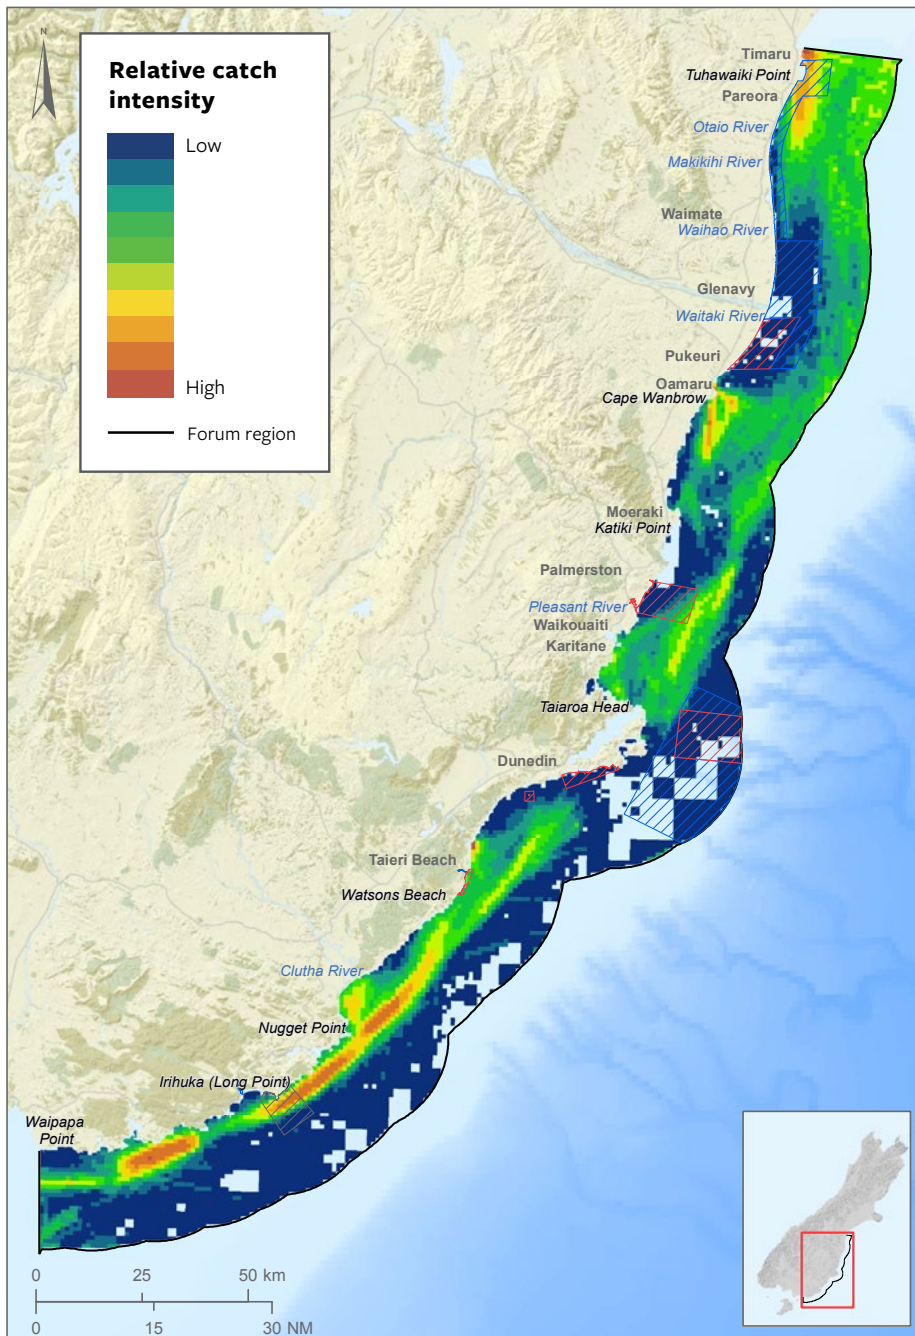 N
Relative catch
intensity
Low
High
Forum region
Timaru
Tuhawaiki Point
Pareora
Otaio River
Makikihi River
Waimate
Waihao River
Glenavy
Waitaki River
Pukeuri
Oamaru
Cape Wanbrow
Moeraki
Katiki Point
Palmerston
Pleasant River
Waikouaiti
Karitane
Taiaroa Head
Dunedin
Taieri Beach
Watsons Beach
Clutha River
Nugget Point
Irihuka (Long Point)
Waipapa
Point
0 25 50 km
0 15 30 NM